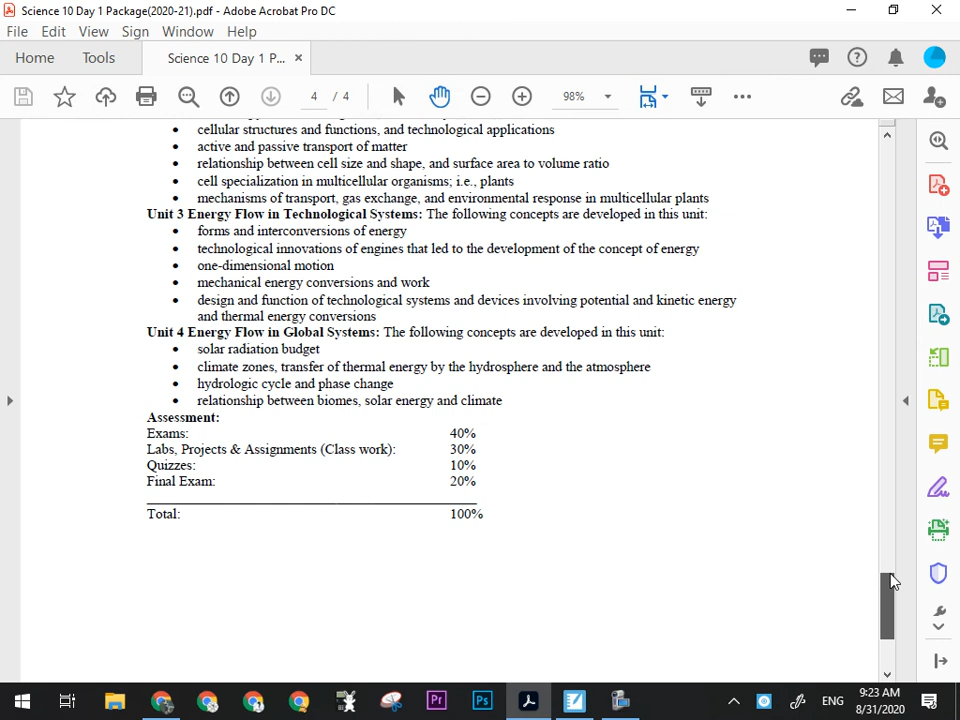 Science 10 Day 1 Package(2020-21).pdf - Adobe Acrobat Pro DC
File Edit View Sign Window Help
Home Tools Science 10 Day 1 P... ×
4 / 4 98%
cellular structures and functions, and technological applications
• active and passive transport of matter
• relationship between cell size and shape, and surface area to volume ratio
• cell specialization in multicellular organisms; i.e., plants
• mechanisms of transport, gas exchange, and environmental response in multicellular plants
Unit 3 Energy Flow in Technological Systems: The following concepts are developed in this unit:
• forms and interconversions of energy
• technological innovations of engines that led to the development of the concept of energy
• one-dimensional motion
• mechanical energy conversions and work
• design and function of technological systems and devices involving potential and kinetic energy
and thermal energy conversions
Unit 4 Energy Flow in Global Systems: The following concepts are developed in this unit:
• solar radiation budget
• climate zones, transfer of thermal energy by the hydrosphere and the atmosphere
• hydrologic cycle and phase change
• relationship between biomes, solar energy and climate
Assessment:
Exams: 40%
Labs, Projects & Assignments (Class work): 30%
Quizzes: 10%
Final Exam: 20%
Total: 100%
Pr Ps ENG 9:23 AM
8/31/2020